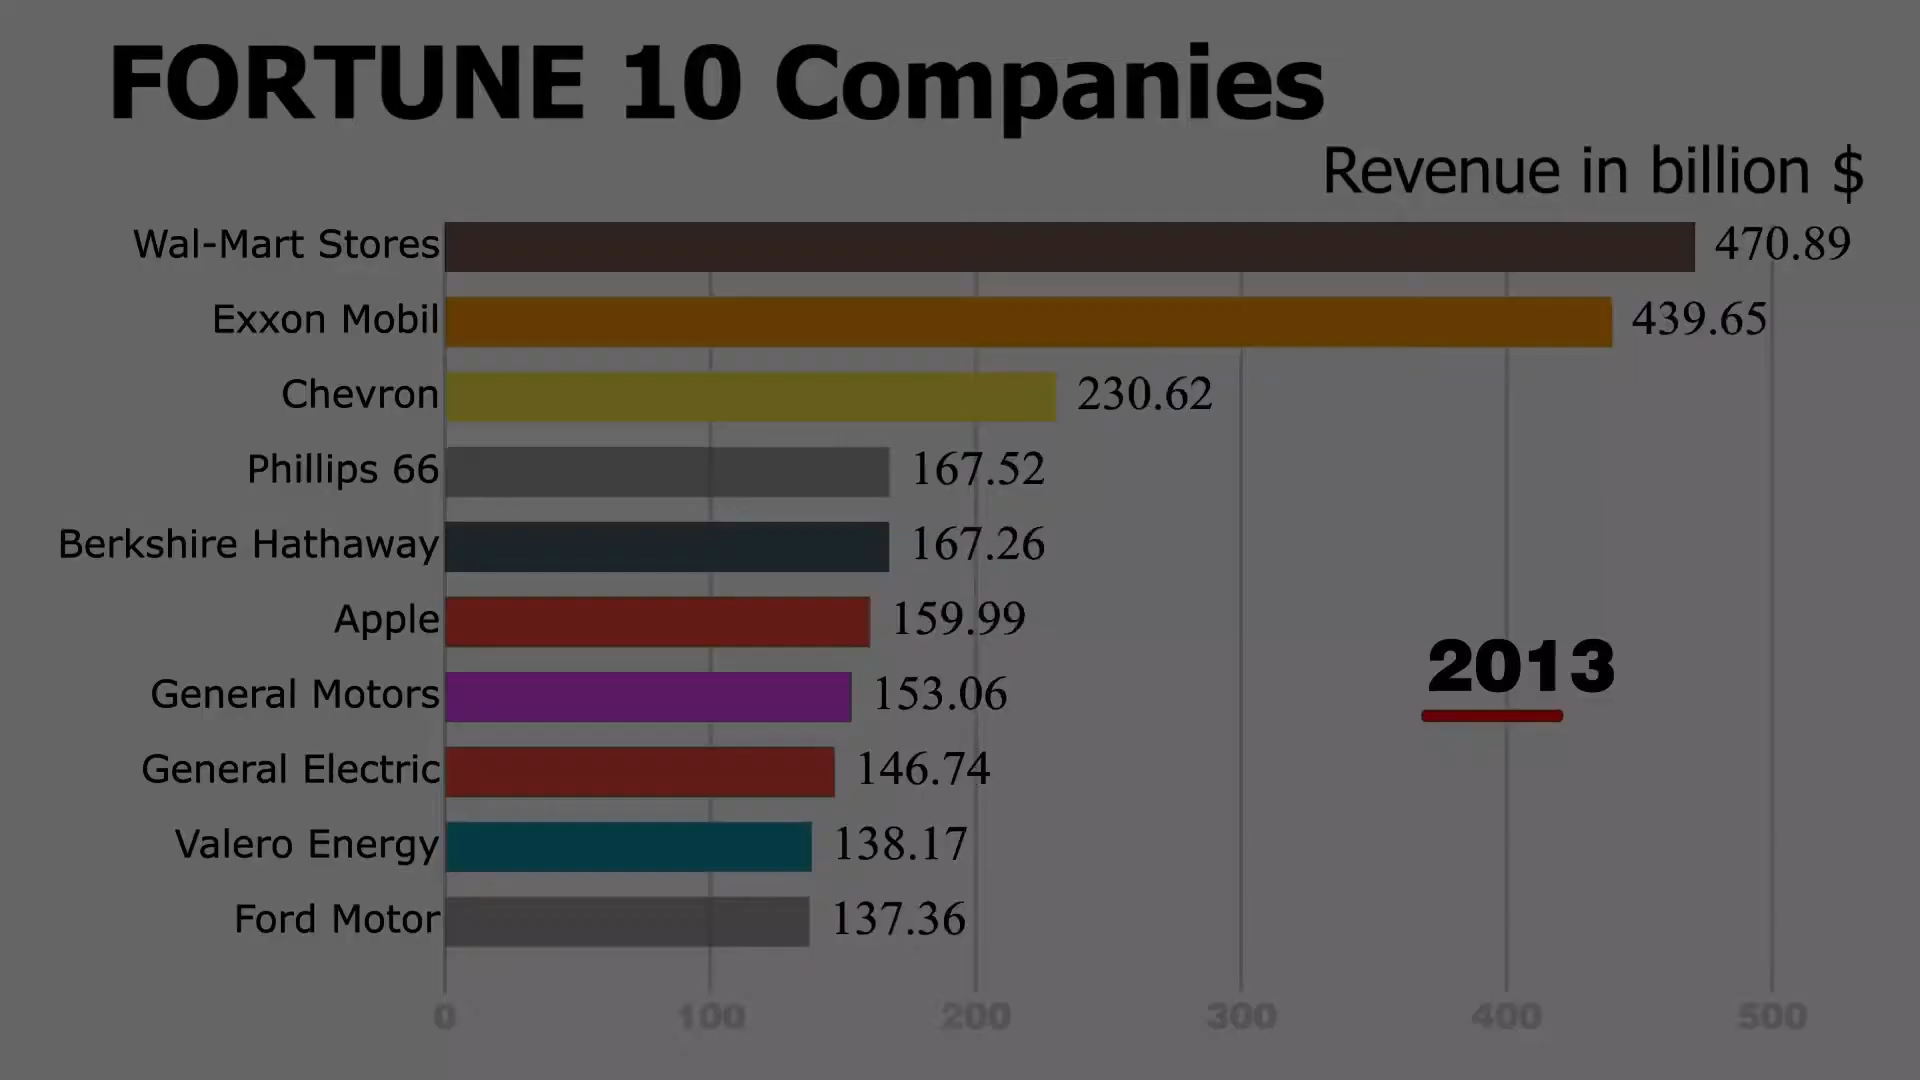 FORTUNE 10 Companies
Revenue in billion $
Wal-Mart Stores 470.89
Exxon Mobil 439.65
Chevron 230.62
Phillips 66 167.52
Berkshire Hathaway 167.26
Apple 159.99
General Motors 153.06
General Electric 146.74
Valero Energy 138.17
Ford Motor 137.36
2013
0 100 200 300 400 500